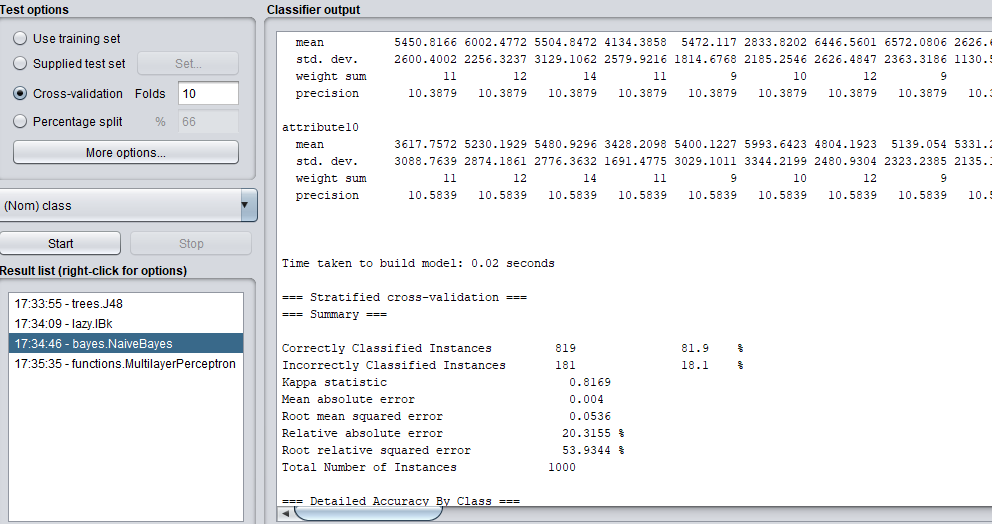 Test options
Use training set
Supplied test set Set...
Cross-validation Folds 10
Percentage split % 66
More options...
(Nom) class
Start Stop
Result list (right-click for options)
17:33:55 - trees.J48
17:34:09 - lazy.IBk
17:34:46 - bayes.NaiveBayes
17:35:35 - functions.MultilayerPerceptron
Classifier output
mean 5450.8166 6002.4772 5504.8472 4134.3858 5472.117 2833.8202 6446.5601 6572.0806 2626.6
std. dev. 2600.4002 2256.3237 3129.1062 2579.9216 1814.6768 2185.2546 2626.4847 2363.3186 1130.5
weight sum 11 12 14 11 9 10 12 9
precision 10.3879 10.3879 10.3879 10.3879 10.3879 10.3879 10.3879 10.3879 10.3
attribute10
mean 3617.7572 5230.1929 5480.9296 3428.2098 5400.1227 5993.6423 4804.1923 5139.054 5331.2
std. dev. 3088.7639 2874.1861 2776.3632 1691.4775 3029.1011 3344.2199 2480.9304 2323.2385 2135.1
weight sum 11 12 14 11 9 10 12 9
precision 10.5839 10.5839 10.5839 10.5839 10.5839 10.5839 10.5839 10.5839 10.5
Time taken to build model: 0.02 seconds
=== Stratified cross-validation ===
=== Summary ===
Correctly Classified Instances 819 81.9 %
Incorrectly Classified Instances 181 18.1 %
Kappa statistic 0.8169
Mean absolute error 0.004
Root mean squared error 0.0536
Relative absolute error 20.3155 %
Root relative squared error 53.9344 %
Total Number of Instances 1000
=== Detailed Accuracy By Class ===